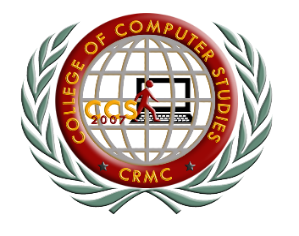 COLLEGE OF COMPUTER STUDIES
CCS
2007
CRMC